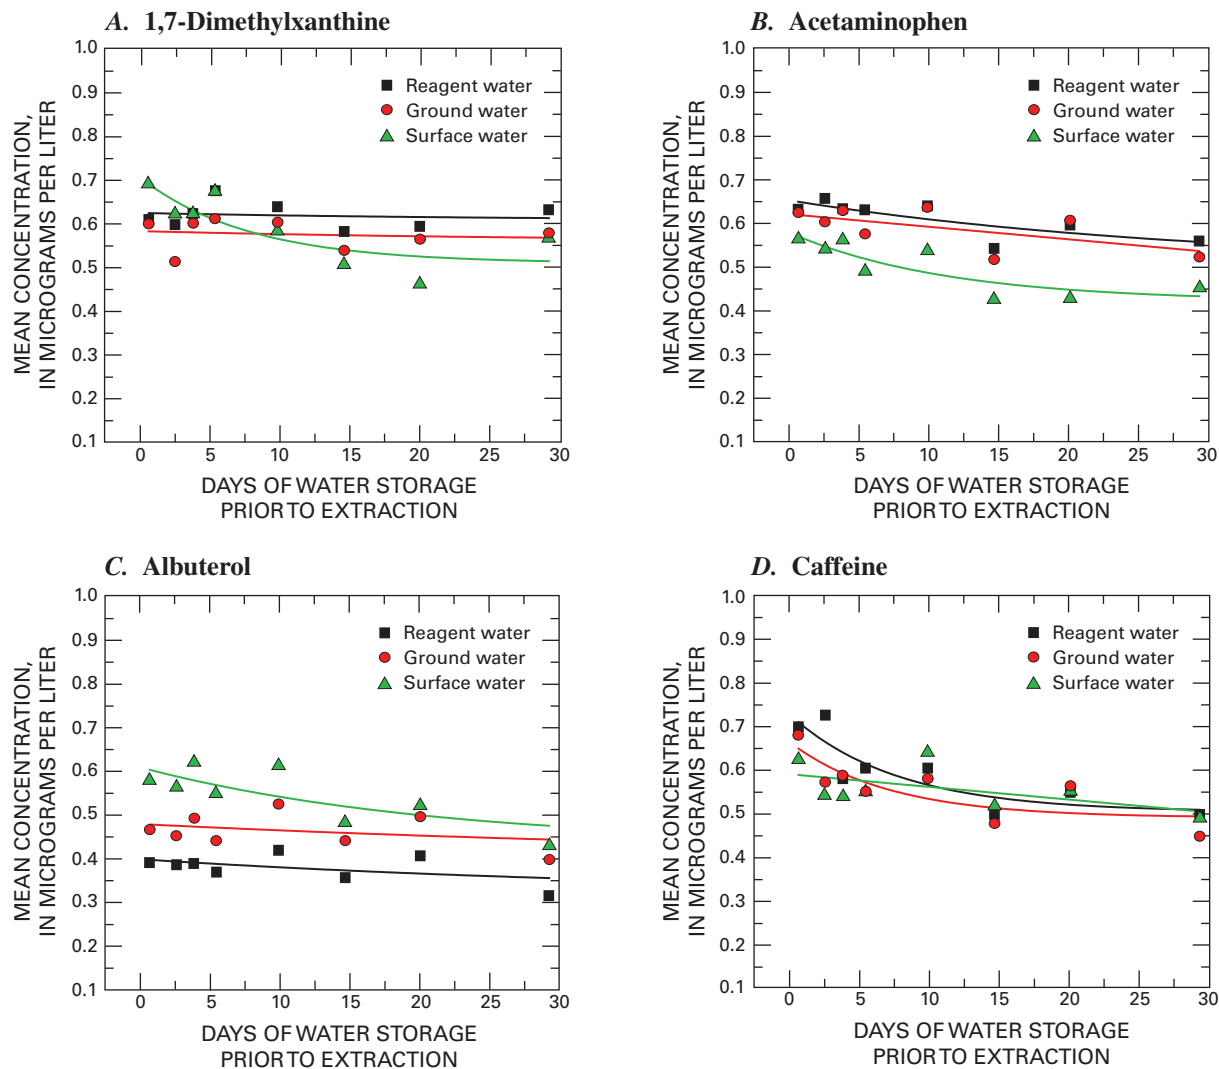 A. 1,7-Dimethylxanthine
MEAN CONCENTRATION,
IN MICROGRAMS PER LITER
1.0
0.9
0.8
0.7
0.6
0.5
0.4
0.3
0.2
0.1
Reagent water
Ground water
Surface water
0 5 10 15 20 25 30
DAYS OF WATER STORAGE
PRIOR TO EXTRACTION
B. Acetaminophen
MEAN CONCENTRATION,
IN MICROGRAMS PER LITER
1.0
0.9
0.8
0.7
0.6
0.5
0.4
0.3
0.2
0.1
Reagent water
Ground water
Surface water
0 5 10 15 20 25 30
DAYS OF WATER STORAGE
PRIOR TO EXTRACTION
C. Albuterol
MEAN CONCENTRATION,
IN MICROGRAMS PER LITER
1.0
0.9
0.8
0.7
0.6
0.5
0.4
0.3
0.2
0.1
Reagent water
Ground water
Surface water
0 5 10 15 20 25 30
DAYS OF WATER STORAGE
PRIOR TO EXTRACTION
D. Caffeine
MEAN CONCENTRATION,
IN MICROGRAMS PER LITER
1.0
0.9
0.8
0.7
0.6
0.5
0.4
0.3
0.2
0.1
Reagent water
Ground water
Surface water
0 5 10 15 20 25 30
DAYS OF WATER STORAGE
PRIOR TO EXTRACTION